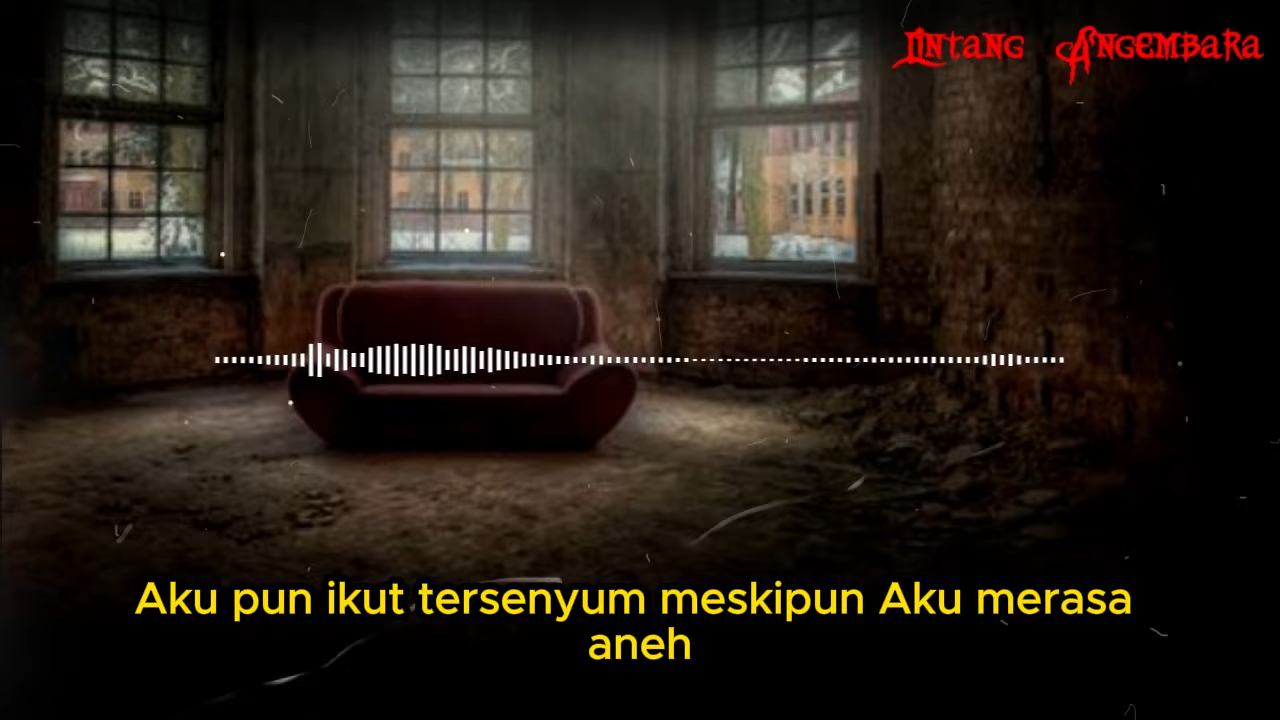 Lintang Angembara
Aku pun ikut tersenyum meskipun Aku merasa
aneh